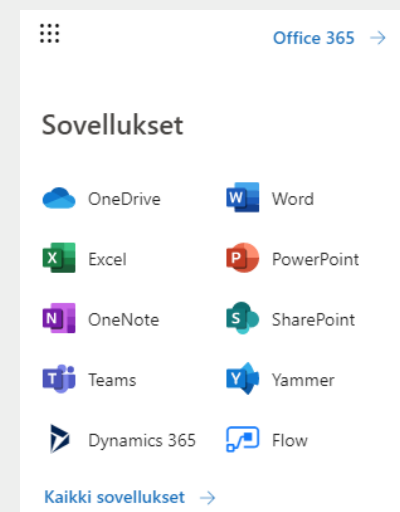 Office 365
Sovellukset
OneDrive
Word
Excel
PowerPoint
OneNote
SharePoint
Teams
Yammer
Dynamics 365
Flow
Kaikki sovellukset